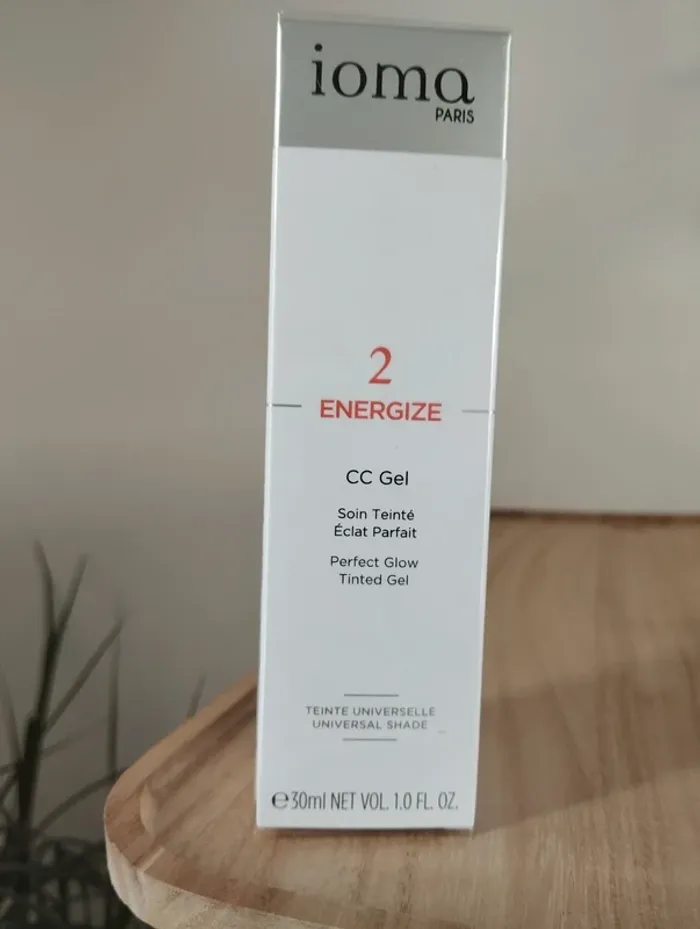 ioma
PARIS
2
ENERGIZE
CC Gel
Soin Teinté
Éclat Parfait
Perfect Glow
Tinted Gel
TEINTE UNIVERSELLE
UNIVERSAL SHADE
℮30ml NET VOL. 1.0 FL. OZ.